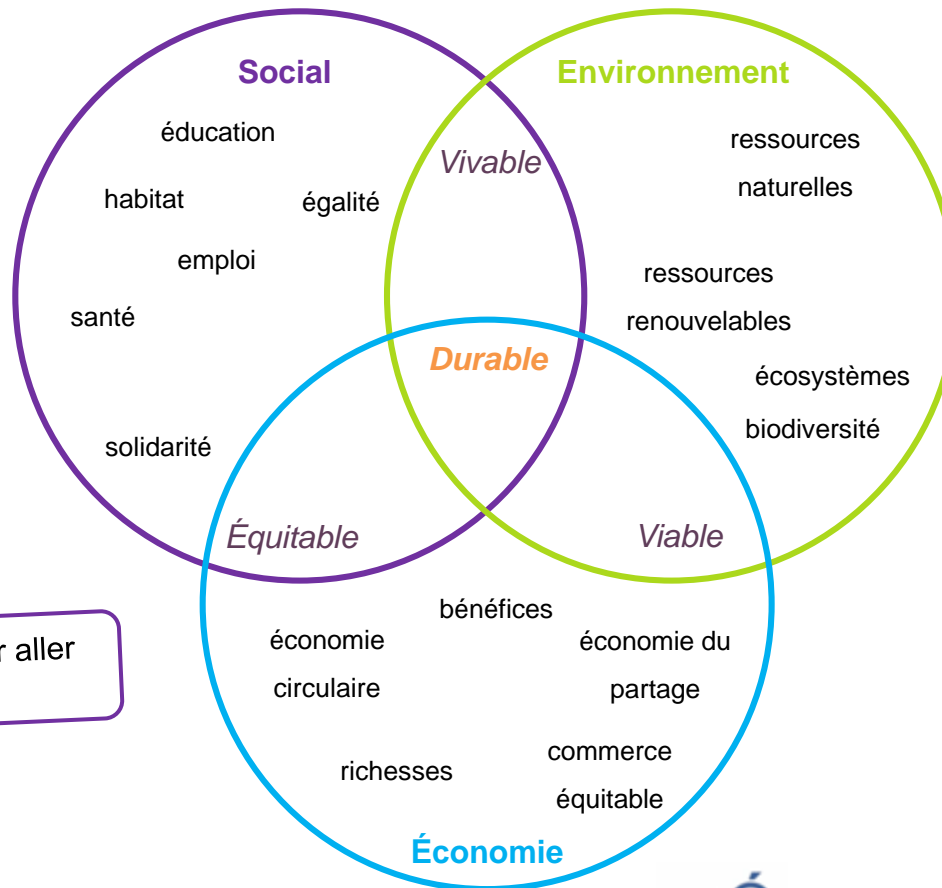 Social
Environnement
éducation
ressources
naturelles
Vivable
habitat
égalité
emploi
ressources
renouvelables
santé
Durable
écosystèmes
biodiversité
solidarité
Équitable
Viable
bénéfices
économie
circulaire
économie du
partage
aller
richesses
commerce
équitable
Économie